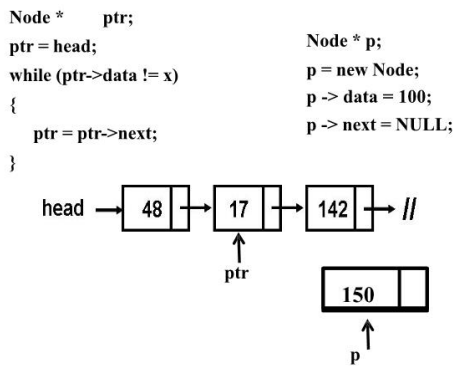 Node * ptr;
ptr = head;
while (ptr->data != x)
{
ptr = ptr->next;
}
Node * p;
p = new Node;
p -> data = 100;
p -> next = NULL;
head 48 17 142 //
ptr
150
p